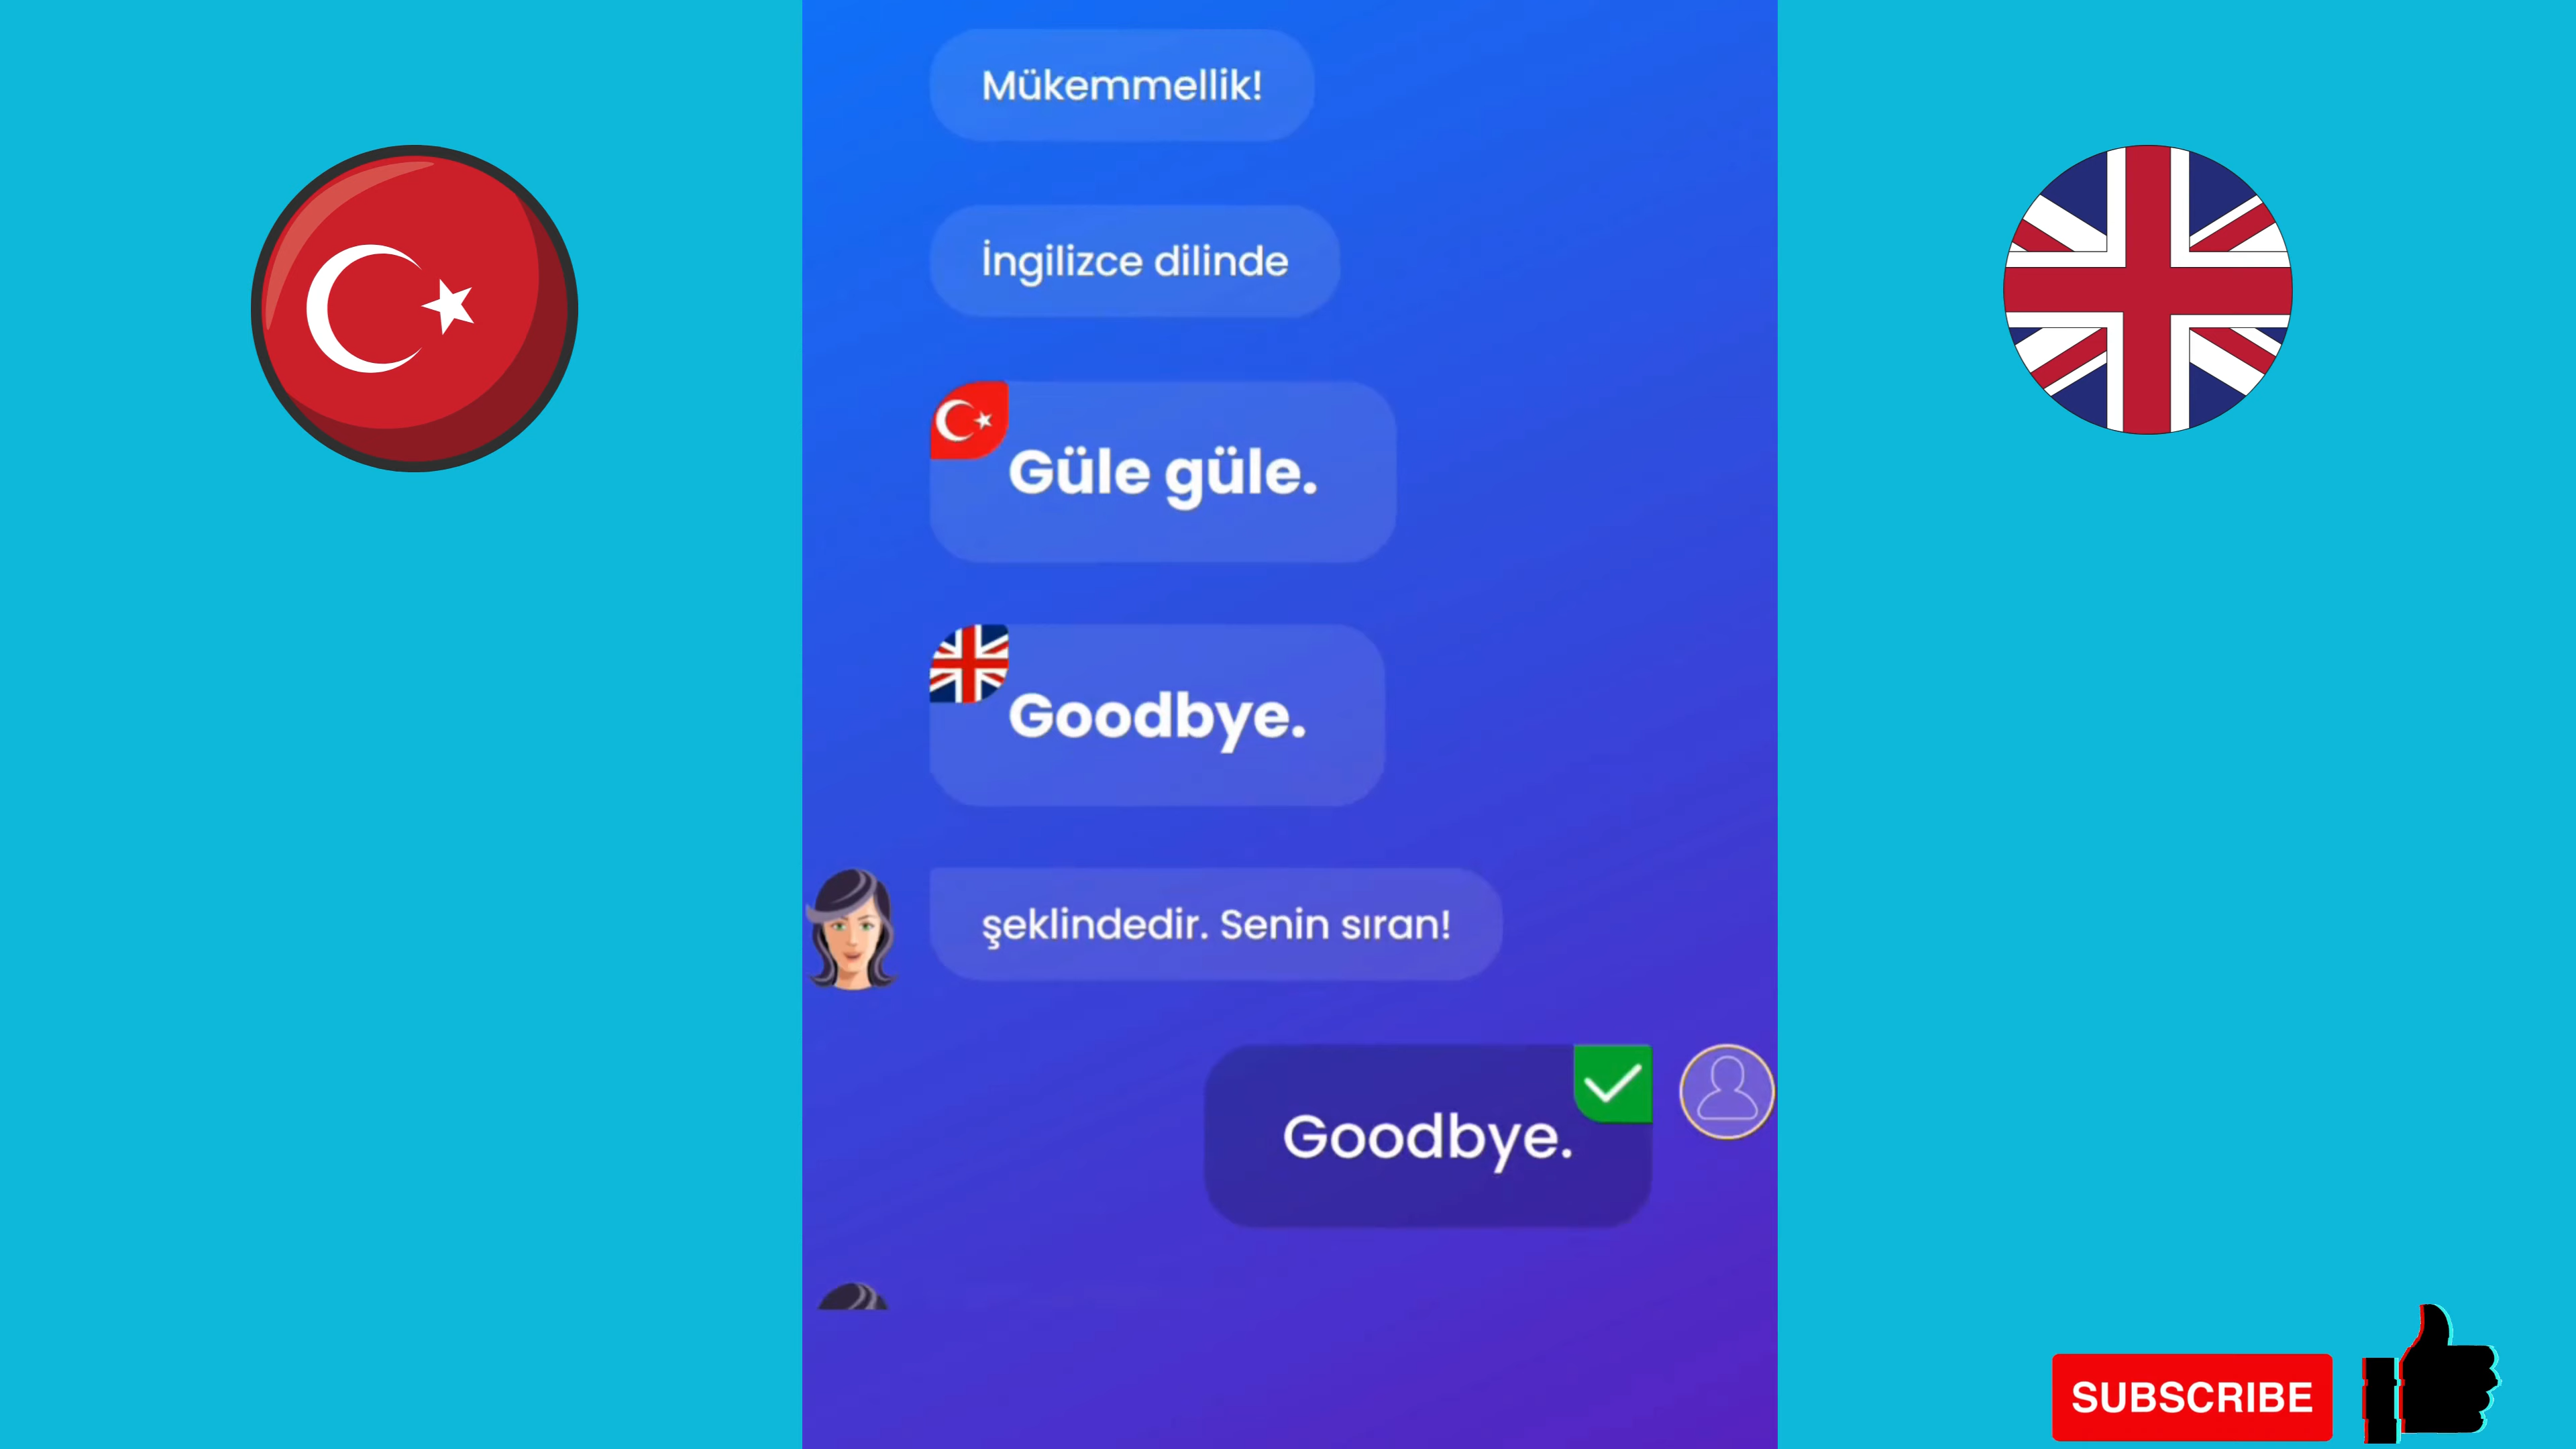 Mükemmellik!
İngilizce dilinde
Güle güle.
Goodbye.
şeklindedir. Senin sıran!
Goodbye.
SUBSCRIBE